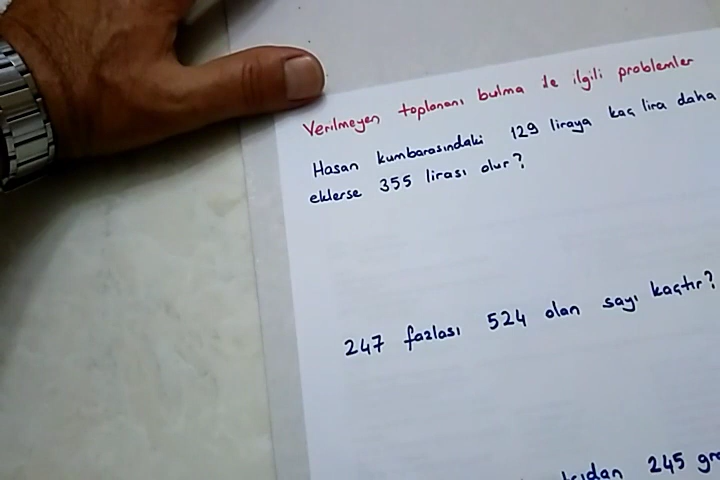 Verilmeyen toplananı bulma ile ilgili problemler
Hasan kumbarasındaki 129 liraya kaç lira daha
eklerse 355 lirası olur?
247 fazlası 524 olan sayı kaçtır?
245